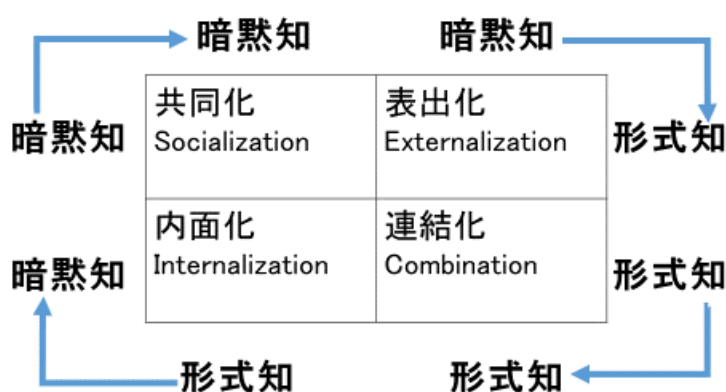 暗黙知
暗黙知
暗黙知
共同化
Socialization
表出化
Externalization
形式知
暗黙知
内面化
Internalization
連結化
Combination
形式知
形式知
形式知